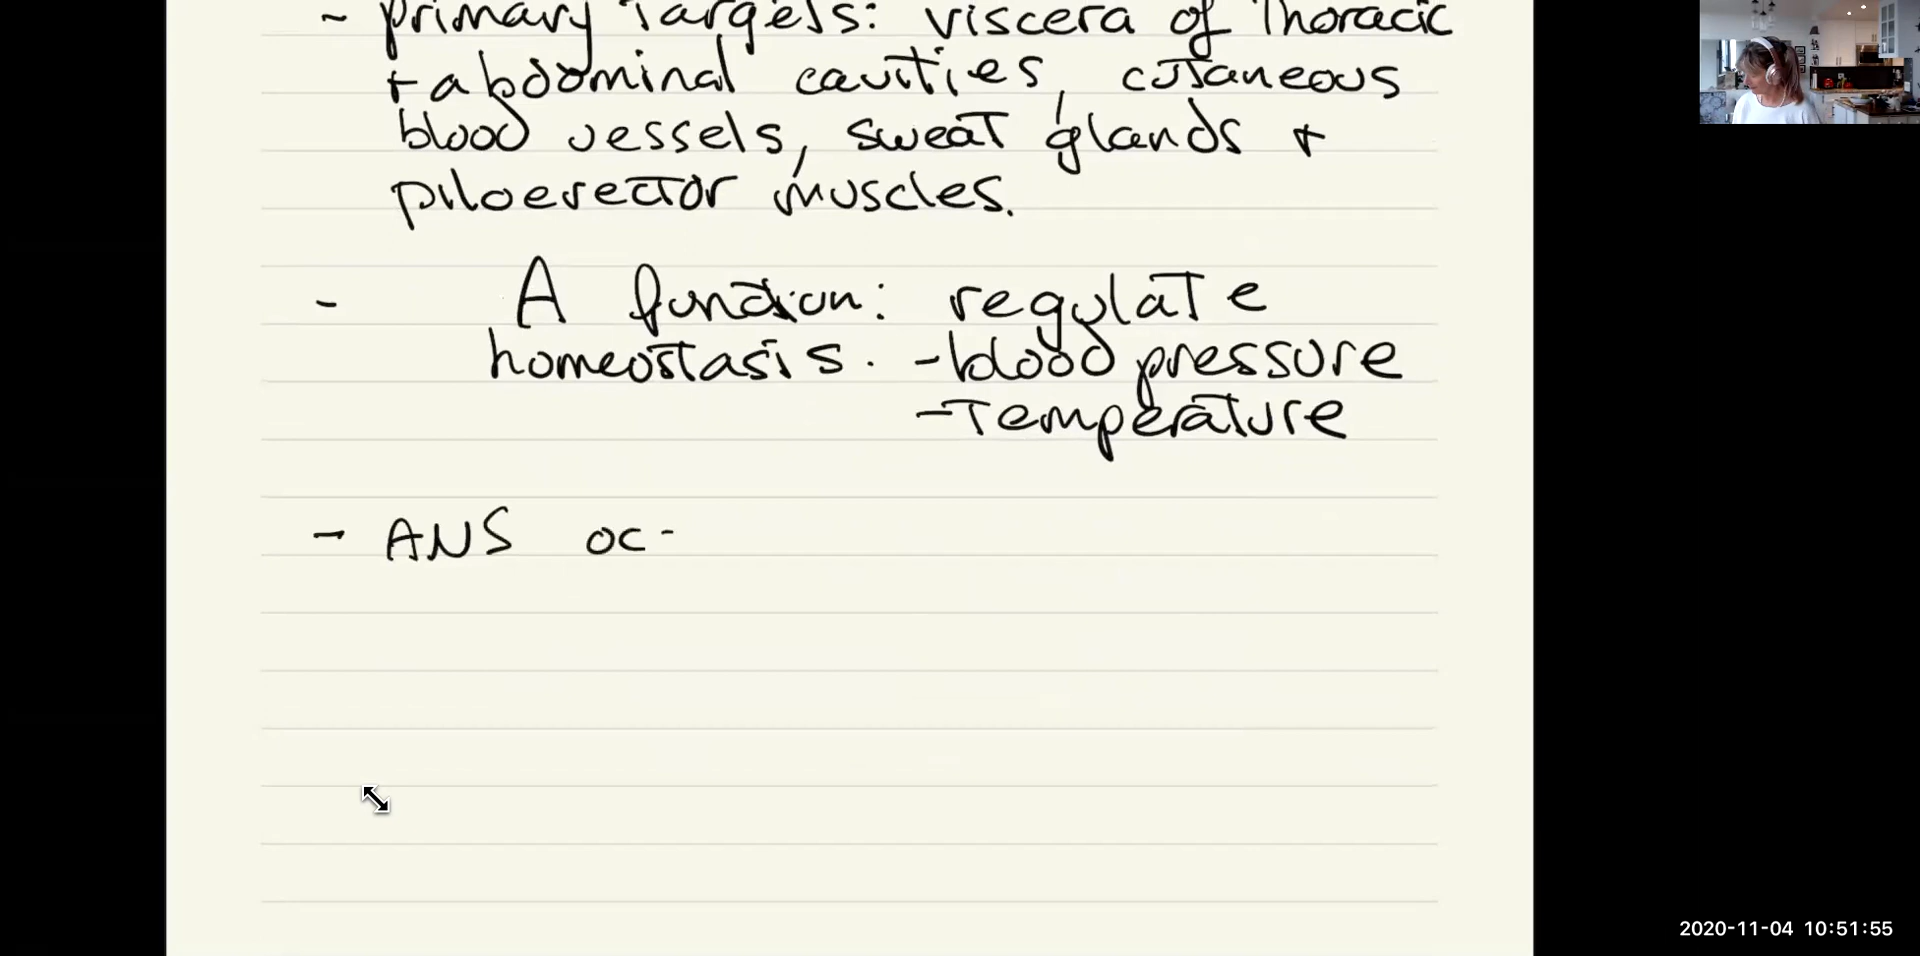 - primary Targets: viscera of Thoracic
+ abdominal cavities, cutaneous
blood vessels, sweat glands +
piloerector muscles.
- A function: regulate
homeostasis. - blood pressure
- Temperature
- ANS oc-
2020-11-04 10:51:55